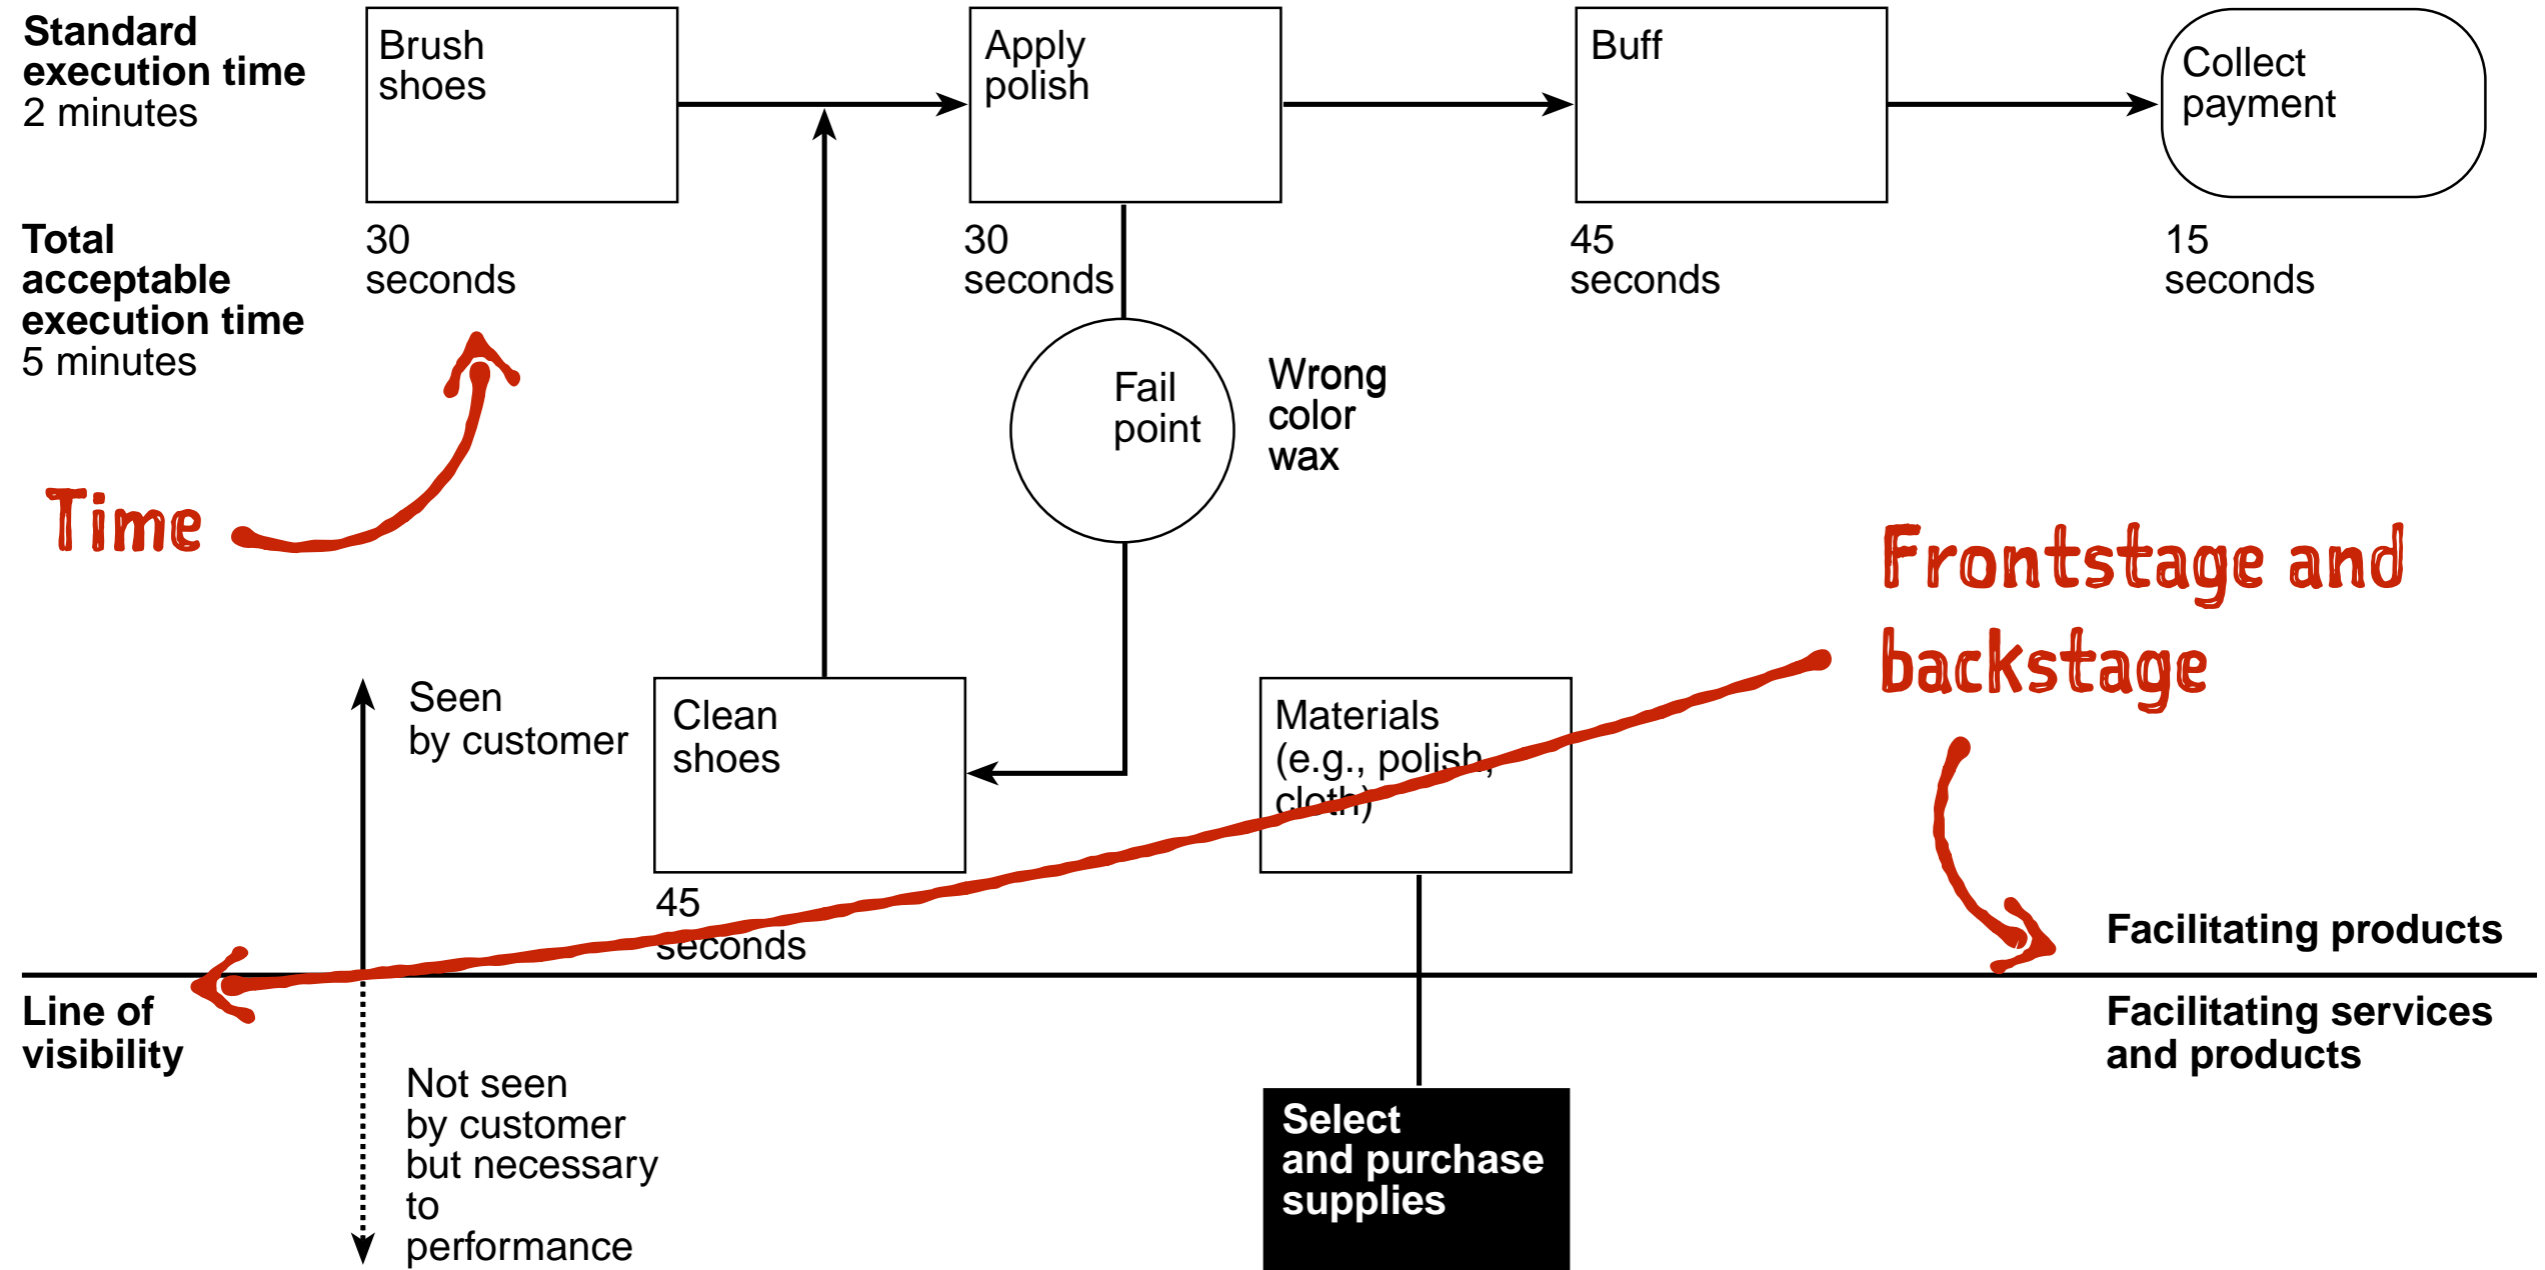 Standard
execution time
2 minutes
Brush
shoes
Apply
polish
Buff
Collect
payment
Total
acceptable
execution time
5 minutes
30
seconds
30
seconds
45
seconds
15
seconds
Fail
point
Wrong
color
wax
Time
Frontstage and
backstage
Seen
by customer
Clean
shoes
Materials
(e.g., polish,
cloth)
45
seconds
Facilitating products
Line of
visibility
Facilitating services
and products
Not seen
by customer
but necessary
to
performance
Select
and purchase
supplies